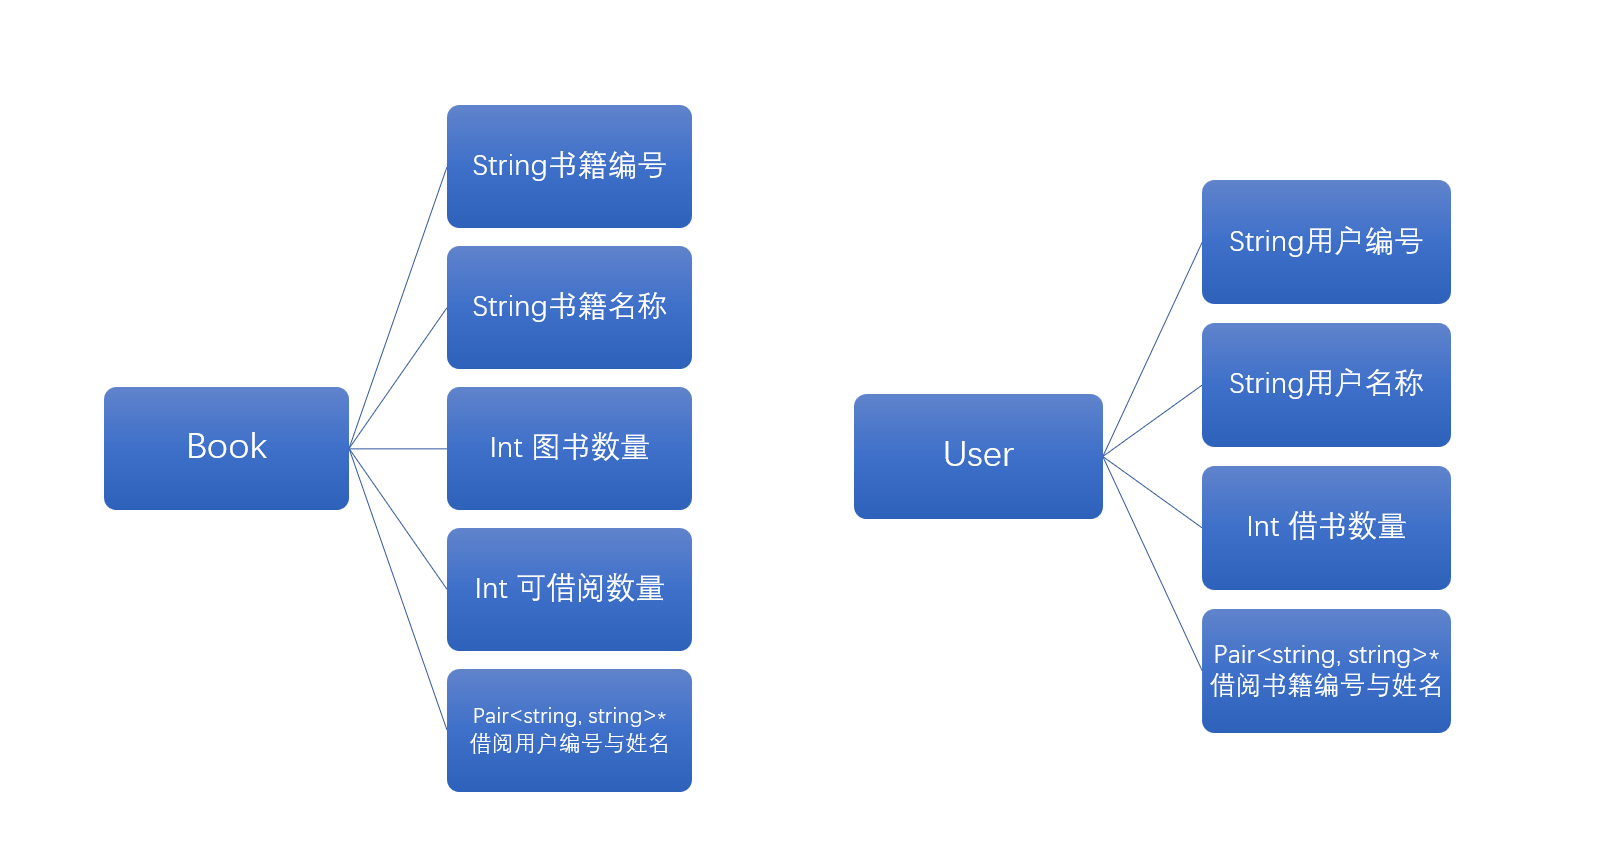 Book
String书籍编号
String书籍名称
Int 图书数量
Int 可借阅数量
Pair<string, string>*
借阅用户编号与姓名
User
String用户编号
String用户名称
Int 借书数量
Pair<string, string>*
借阅书籍编号与姓名